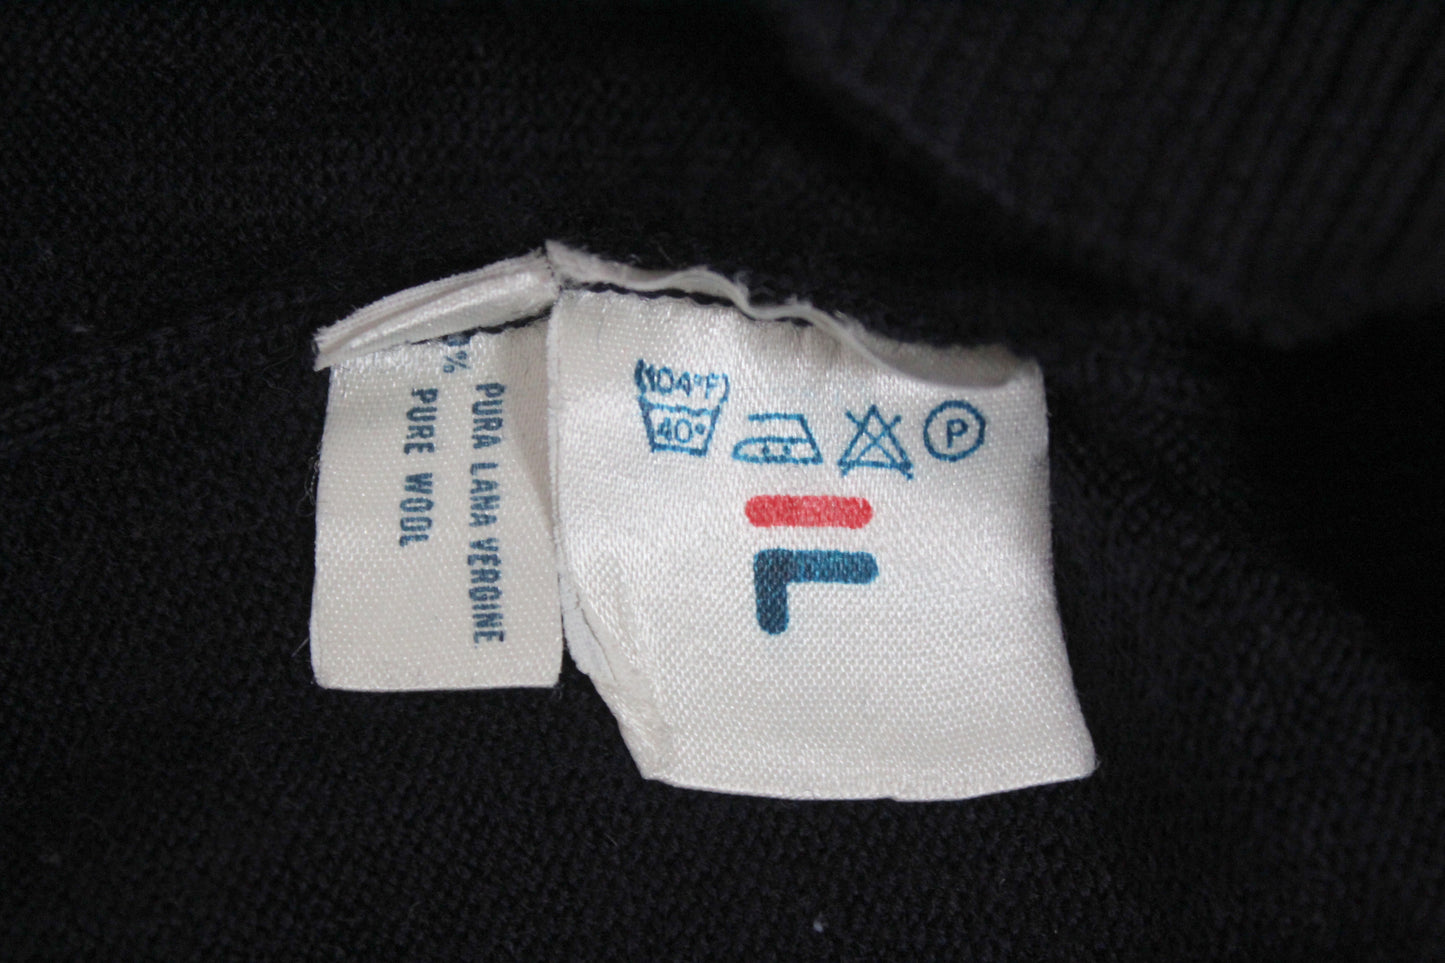 %
PURA LANA VERGINE
PURE WOOL
(104°F)
40°
P
F